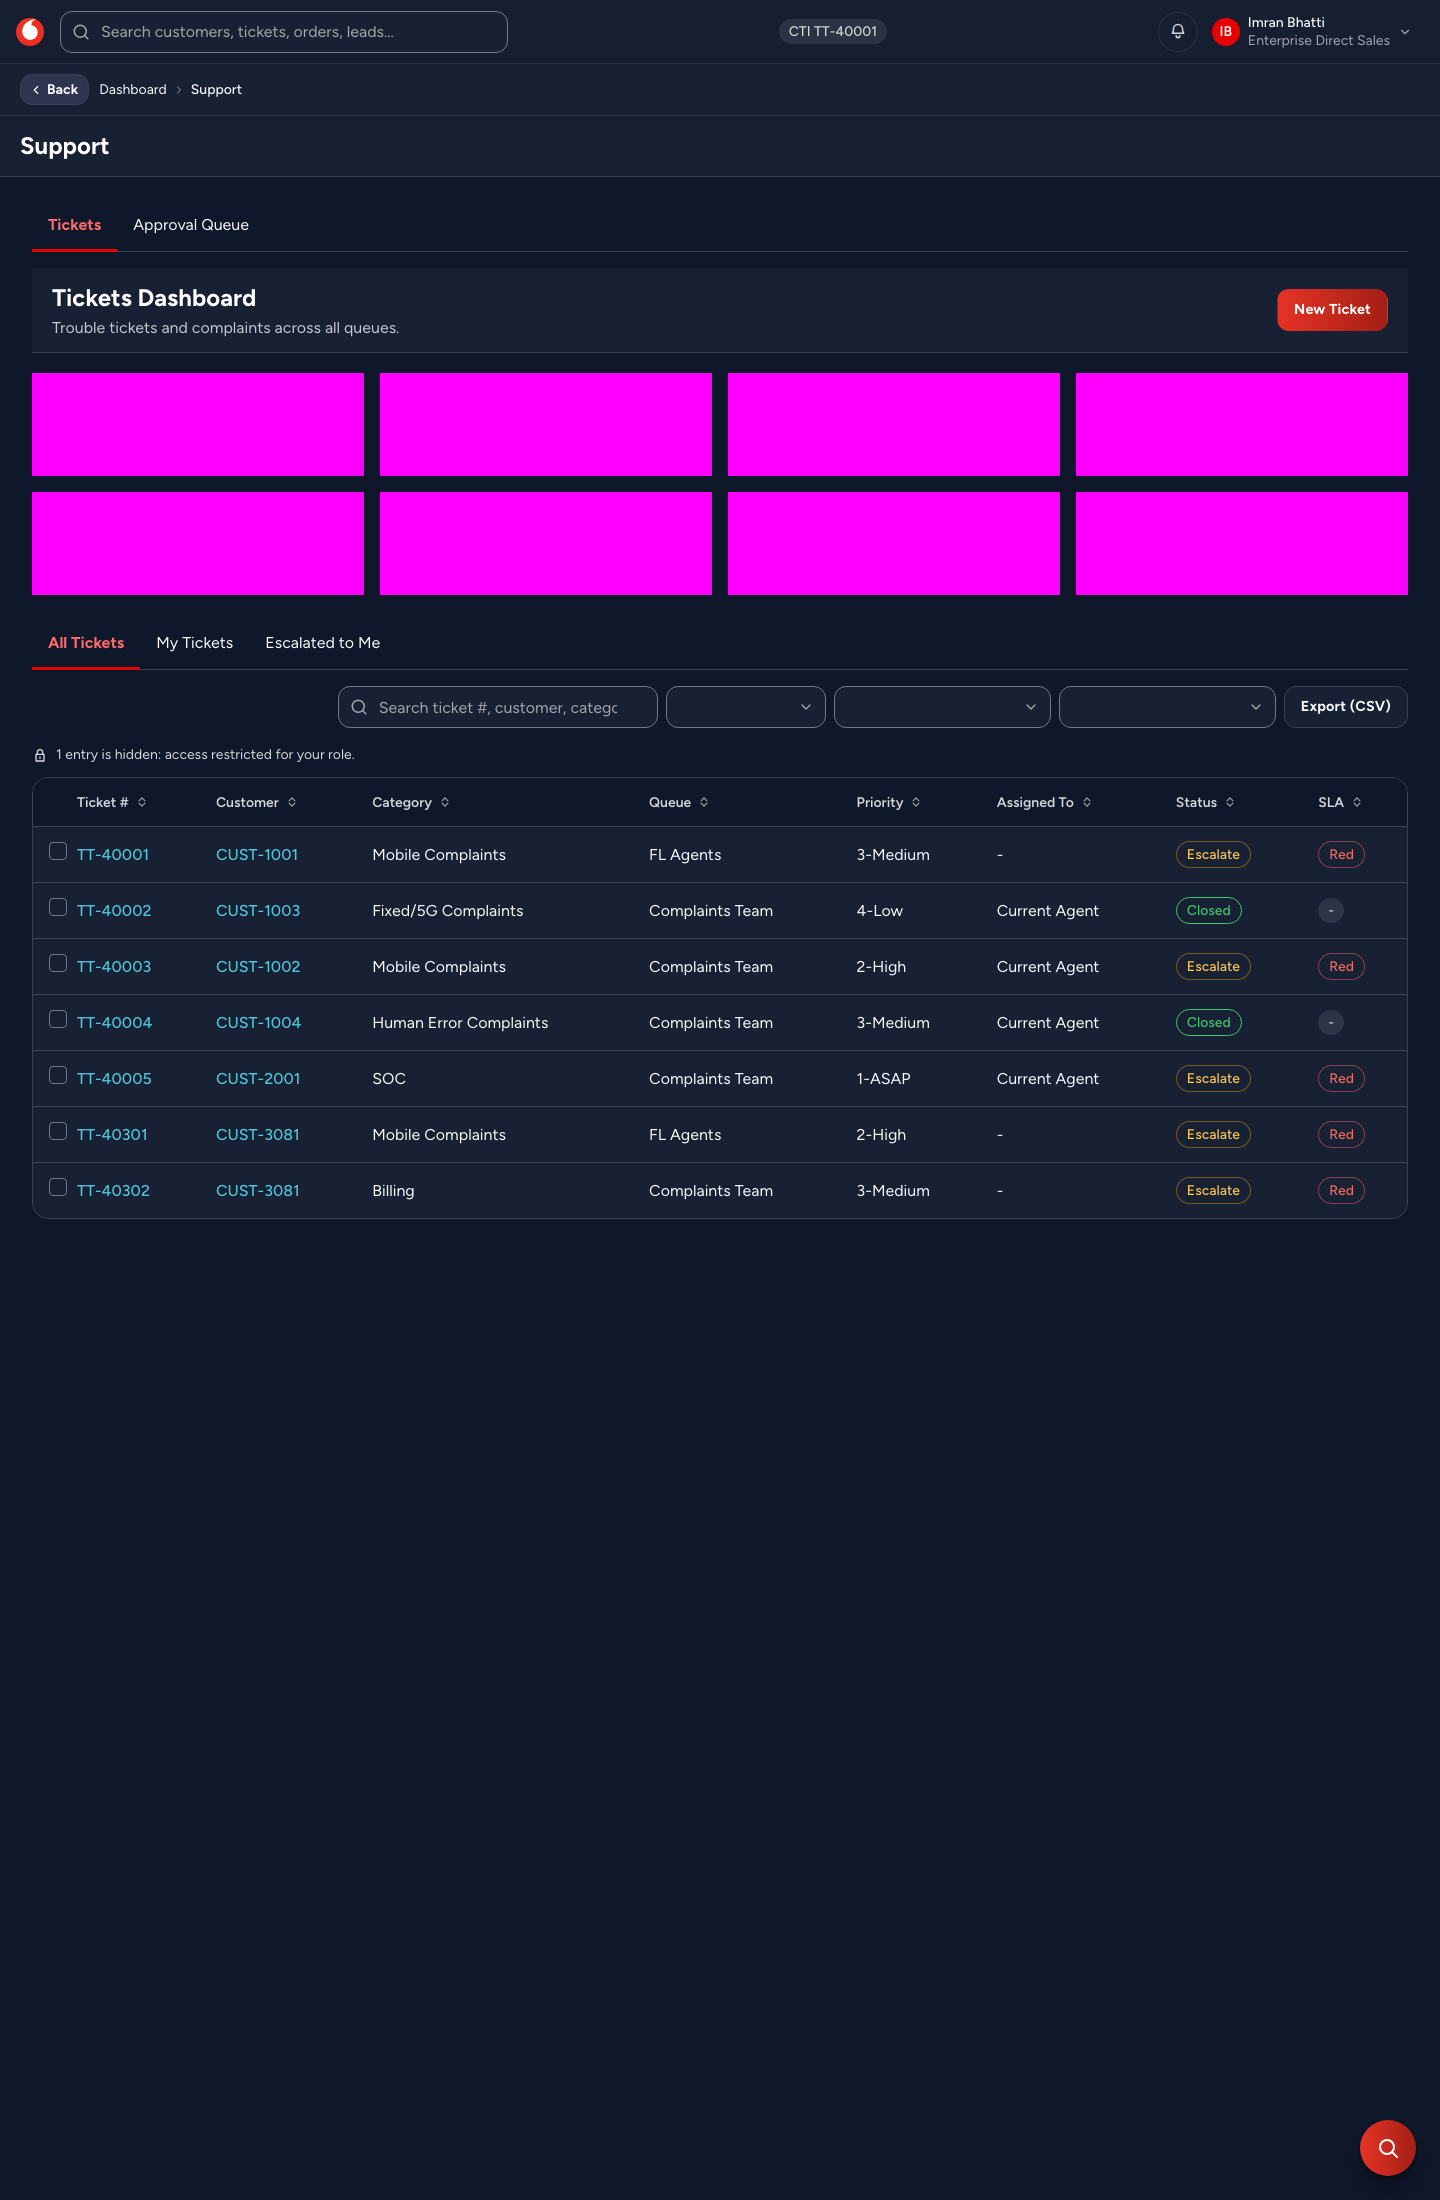 Search customers, tickets, orders, leads...
CTI TT-40001
IB
Imran Bhatti
Enterprise Direct Sales
Back
Dashboard
Support
Support
Tickets
Approval Queue
Tickets Dashboard
Trouble tickets and complaints across all queues.
New Ticket
All Tickets
My Tickets
Escalated to Me
Search ticket #, customer, catego
Export (CSV)
1 entry is hidden: access restricted for your role.
Ticket # Customer Category Queue Priority Assigned To Status SLA
TT-40001 CUST-1001 Mobile Complaints FL Agents 3-Medium - Escalate Red
TT-40002 CUST-1003 Fixed/5G Complaints Complaints Team 4-Low Current Agent Closed -
TT-40003 CUST-1002 Mobile Complaints Complaints Team 2-High Current Agent Escalate Red
TT-40004 CUST-1004 Human Error Complaints Complaints Team 3-Medium Current Agent Closed -
TT-40005 CUST-2001 SOC Complaints Team 1-ASAP Current Agent Escalate Red
TT-40301 CUST-3081 Mobile Complaints FL Agents 2-High - Escalate Red
TT-40302 CUST-3081 Billing Complaints Team 3-Medium - Escalate Red